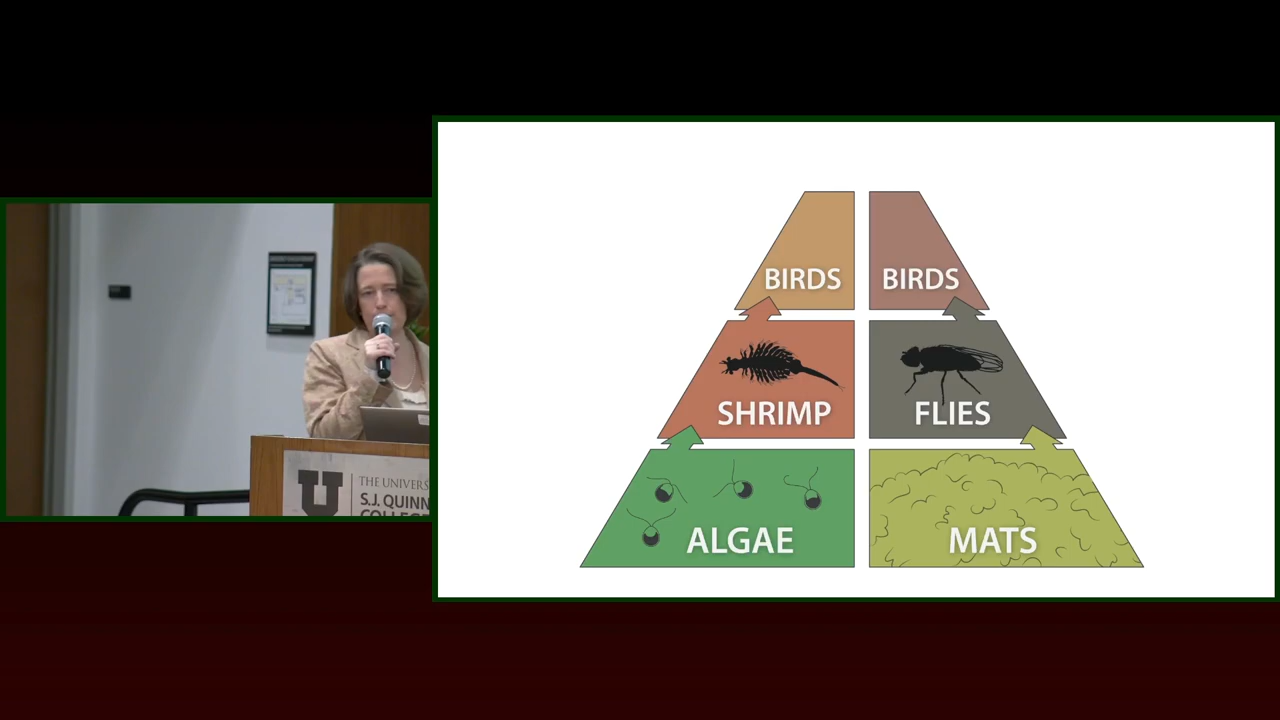 BIRDS
BIRDS
SHRIMP
FLIES
ALGAE
MATS
U
THE UNIVERS
S.J. QUINN